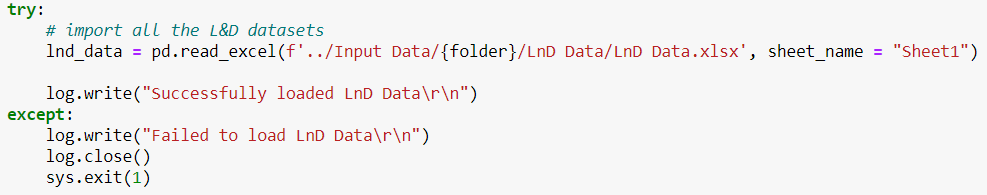 try:
    # import all the L&D datasets
    lnd_data = pd.read_excel(f'../Input Data/{folder}/LnD Data/LnD Data.xlsx', sheet_name = "Sheet1")
    log.write("Successfully loaded LnD Data\r\n")
except:
    log.write("Failed to load LnD Data\r\n")
    log.close()
    sys.exit(1)